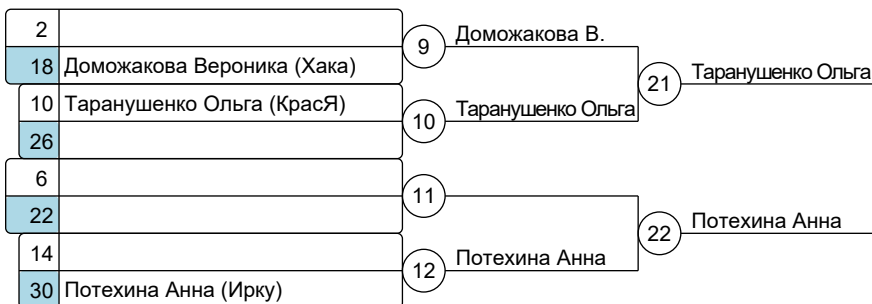 2
18 Доможакова Вероника (Хака)
9 Доможакова В.
10 Таранушенко Ольга (КрасЯ)
26
10 Таранушенко Ольга
21 Таранушенко Ольга
6
22
11
14
30 Потехина Анна (Ирку)
12 Потехина Анна
22 Потехина Анна